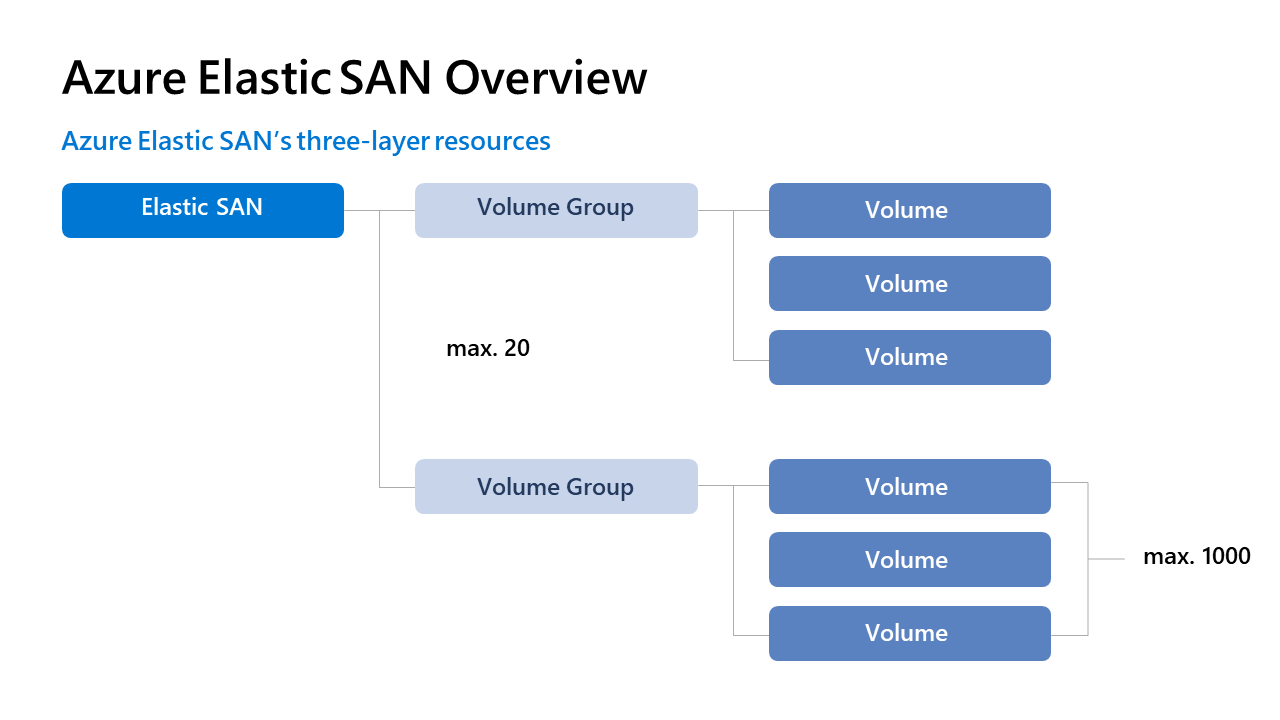 Azure Elastic SAN Overview
Azure Elastic SAN’s three-layer resources
Elastic SAN
Volume Group
Volume
Volume
max. 20
Volume
Volume Group
Volume
Volume
max. 1000
Volume